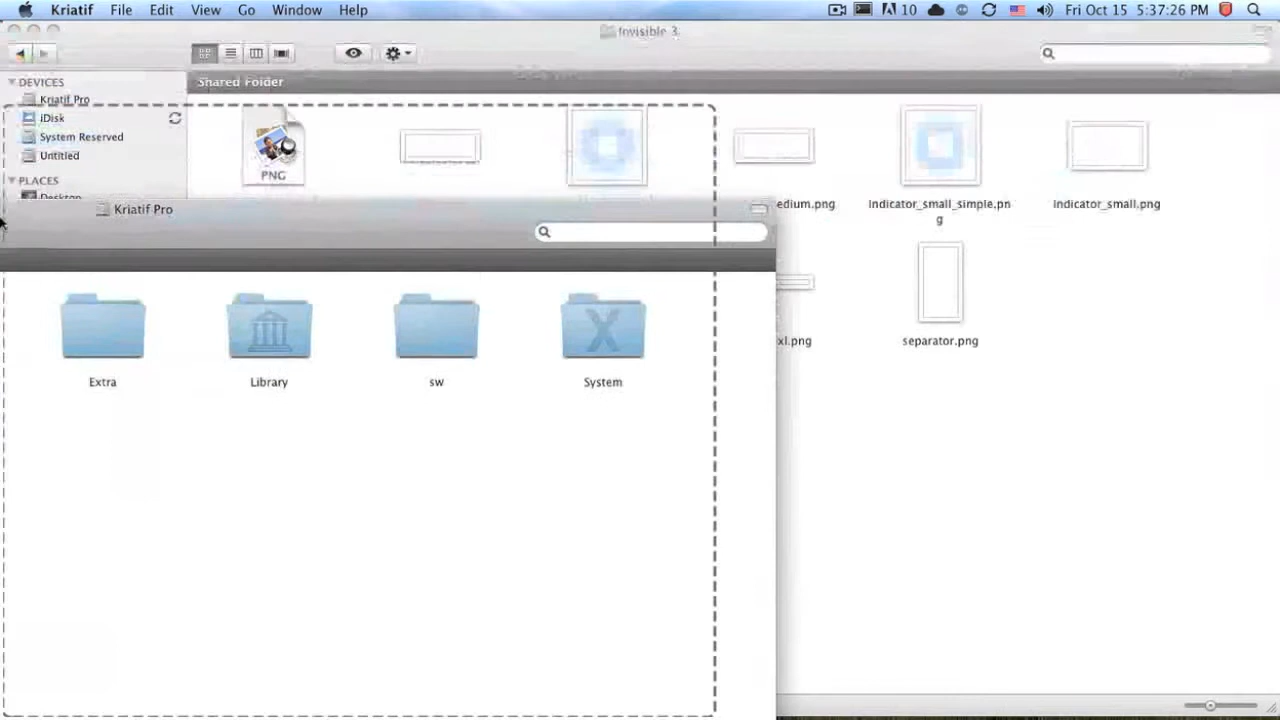 Kriatif File Edit View Go Window Help 10 Fri Oct 15 5:37:26 PM
Invisible 3
Shared Folder
DEVICES
Kriatif Pro
iDisk
System Reserved
Untitled
PLACES
Desktop
PNG
edium.png
Indicator_small_simple.pn
g
Indicator_small.png
xl.png
separator.png
Kriatif Pro
Extra
Library
sw
System